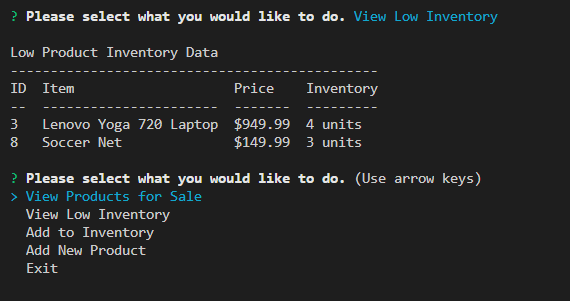 ? Please select what you would like to do. View Low Inventory
Low Product Inventory Data
----------------------------------------------
ID  Item                    Price    Inventory
--  ----------------------  -------  ---------
3   Lenovo Yoga 720 Laptop  $949.99  4 units
8   Soccer Net              $149.99  3 units
? Please select what you would like to do. (Use arrow keys)
> View Products for Sale
  View Low Inventory
  Add to Inventory
  Add New Product
  Exit